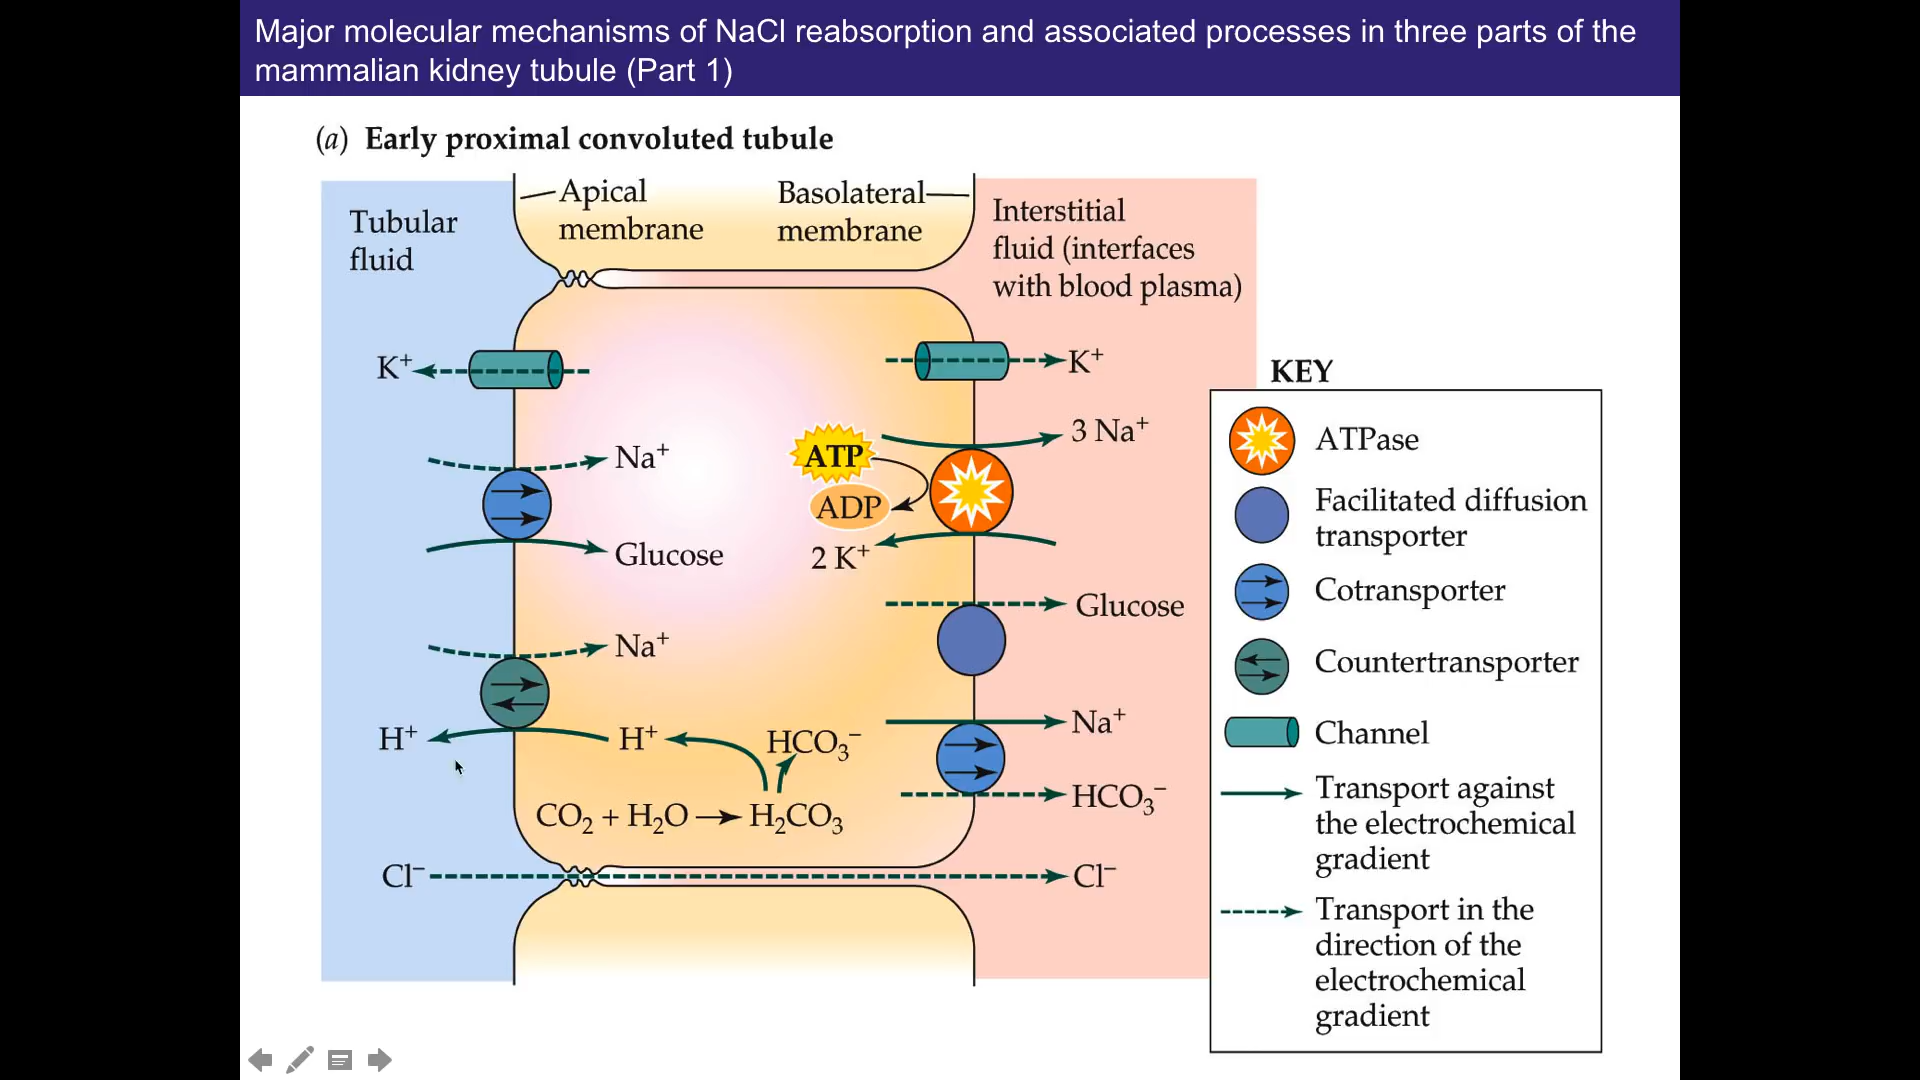 Major molecular mechanisms of NaCl reabsorption and associated processes in three parts of the
mammalian kidney tubule (Part 1)
(a) Early proximal convoluted tubule
Tubular
fluid
Apical
membrane
Basolateral
membrane
Interstitial
fluid (interfaces
with blood plasma)
K⁺
K⁺
Na⁺
Glucose
ATP
ADP
3 Na⁺
2 K⁺
Glucose
Na⁺
H⁺
H⁺
HCO₃⁻
CO₂ + H₂O → H₂CO₃
Na⁺
HCO₃⁻
Cl⁻
Cl⁻
KEY
ATPase
Facilitated diffusion
transporter
Cotransporter
Countertransporter
Channel
Transport against
the electrochemical
gradient
Transport in the
direction of the
electrochemical
gradient